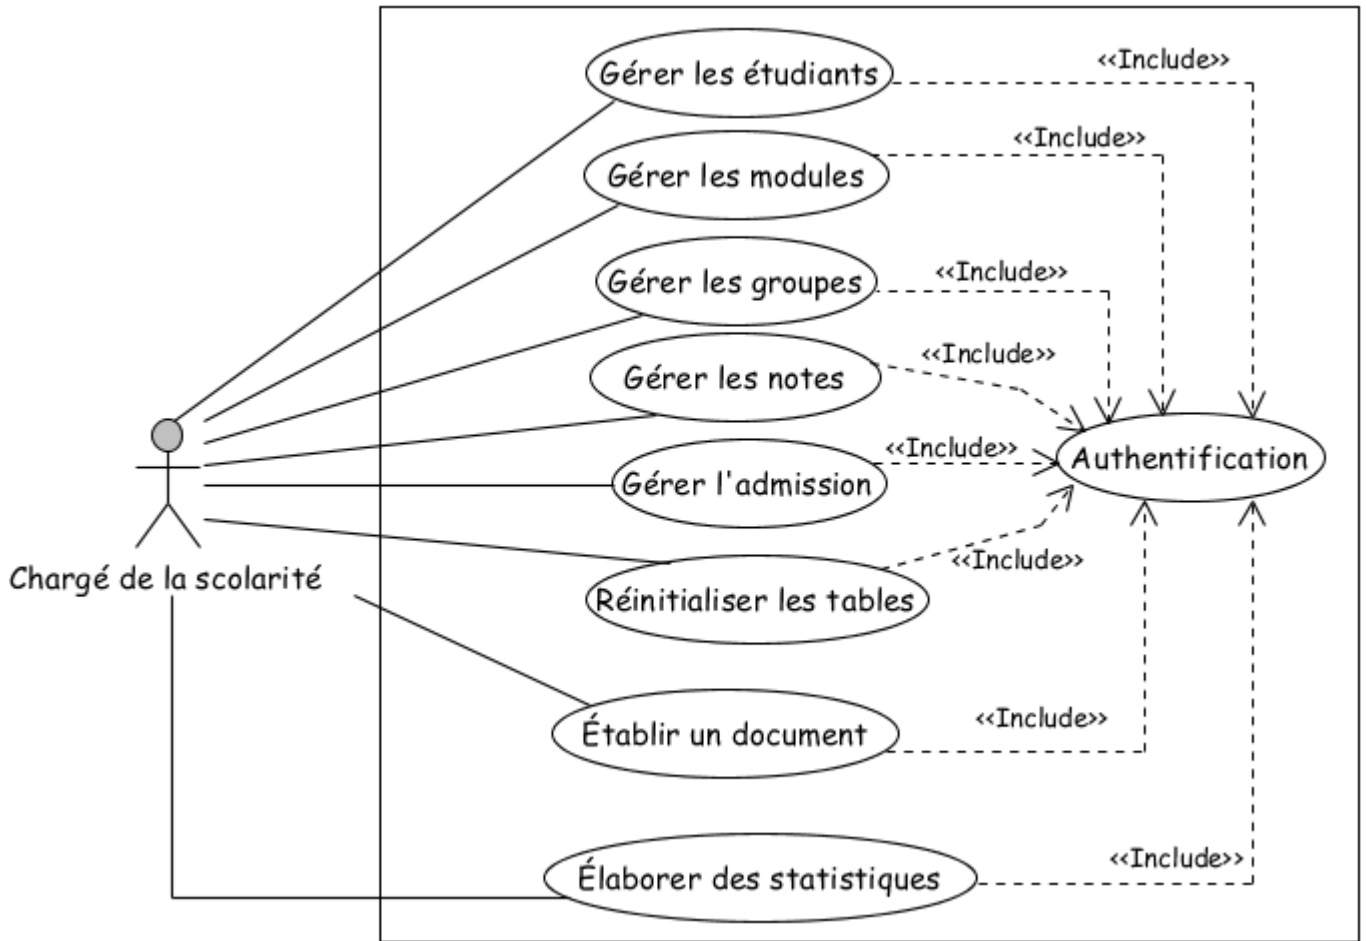 Gérer les étudiants
<<Include>>
Gérer les modules
<<Include>>
Gérer les groupes
<<Include>>
Gérer les notes
<<Include>>
Gérer l'admission
<<Include>>
Authentification
Réinitialiser les tables
<<Include>>
Chargé de la scolarité
Établir un document
<<Include>>
Élaborer des statistiques
<<Include>>